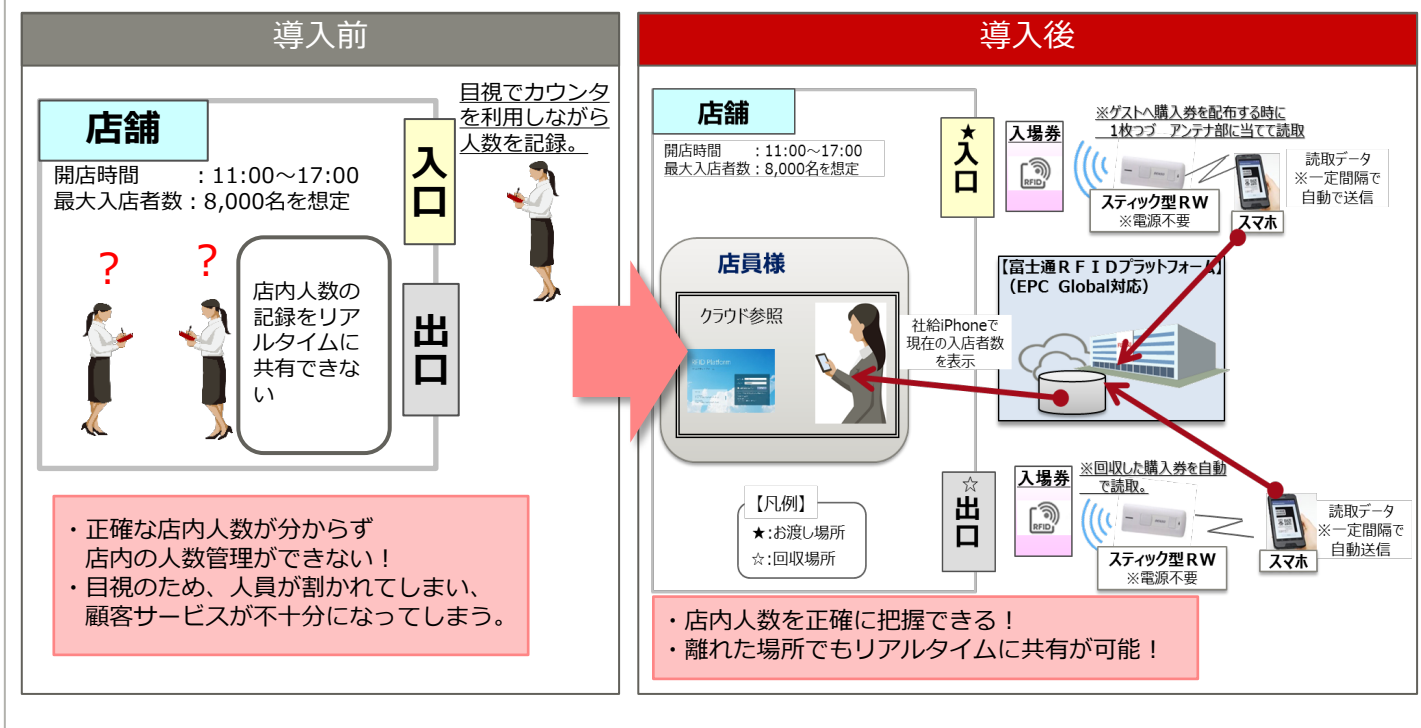 導入前
店舗
開店時間　　　：11:00～17:00
最大入店者数：8,000名を想定
目視でカウンタ
を利用しながら
人数を記録。
入口
出口
？
？
店内人数の
記録をリア
ルタイムに
共有できな
い
・正確な店内人数が分からず
店内の人数管理ができない！
・目視のため、人員が割かれてしまい、
顧客サービスが不十分になってしまう。
導入後
店舗
開店時間　　　：11:00～17:00
最大入店者数：8,000名を想定
★入口
入場券
RFID
※ゲストへ購入券を配布する時に
1枚つづ　アンテナ部に当てて読取
スティック型ＲＷ
※電源不要
スマホ
読取データ
※一定間隔で
自動で送信
店員様
クラウド参照
RFID Platform
社給iPhoneで
現在の入店者数
を表示
【富士通ＲＦＩＤプラットフォーム】
（EPC Global対応）
【凡例】
★:お渡し場所
☆:回収場所
☆出口
入場券
RFID
※回収した購入券を自動
で読取。
スティック型ＲＷ
※電源不要
スマホ
読取データ
※一定間隔で
自動送信
・店内人数を正確に把握できる！
・離れた場所でもリアルタイムに共有が可能！